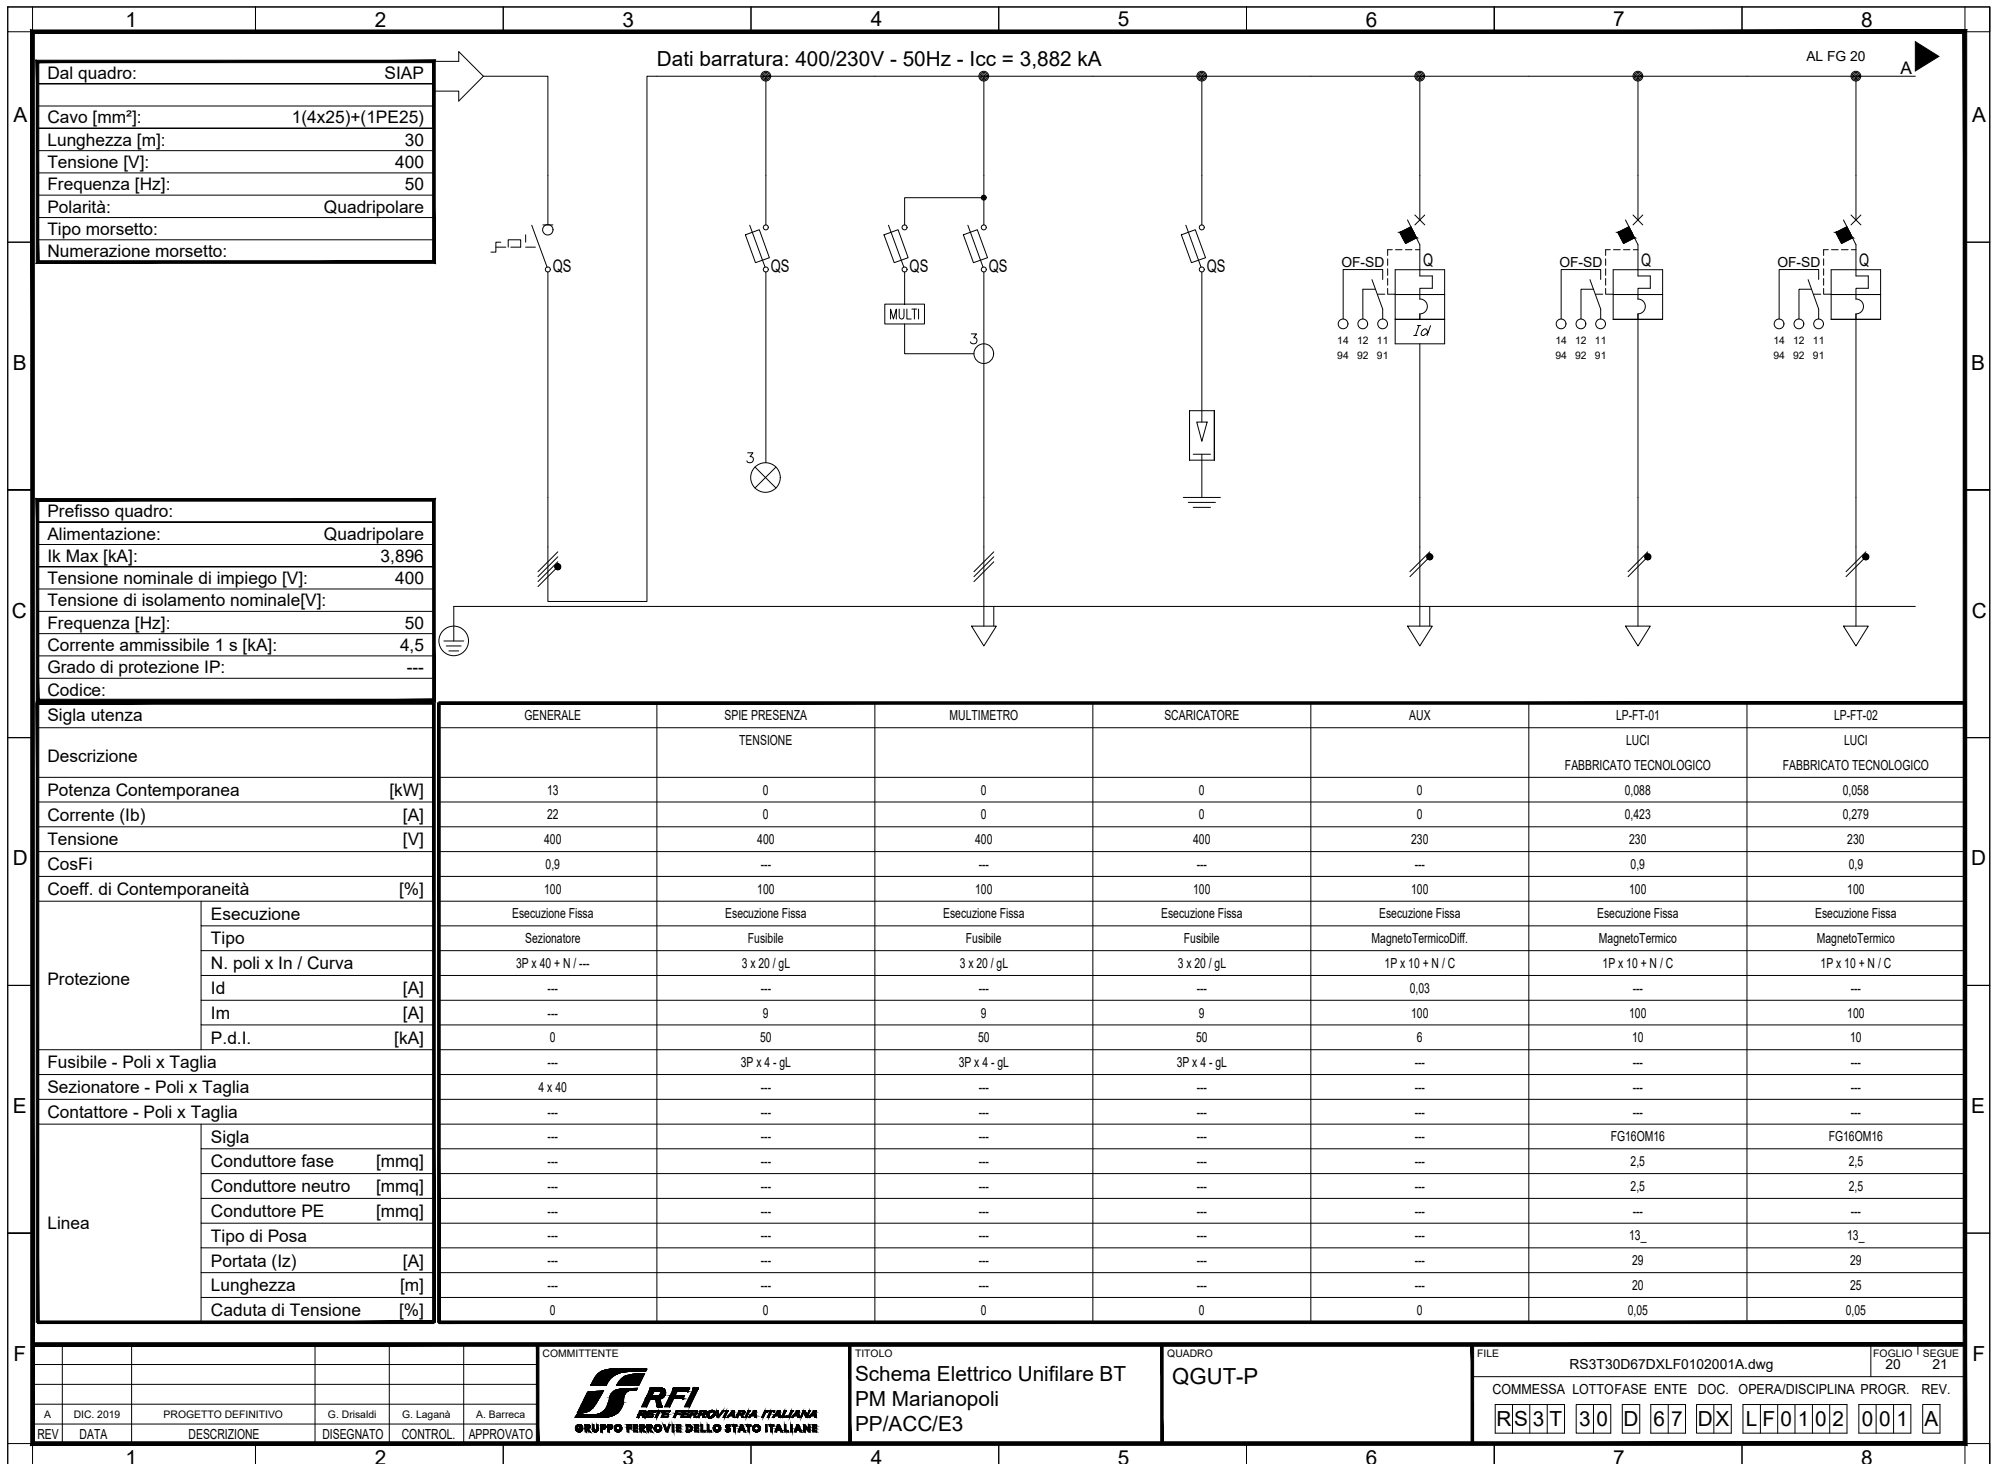 1 2 3 4 5 6 7 8
Dati barratura: 400/230V - 50Hz - Icc = 3,882 kA
AL FG 20
A
Dal quadro: SIAP
Cavo [mm²]: 1(4x25)+(1PE25)
Lunghezza [m]: 30
Tensione [V]: 400
Frequenza [Hz]: 50
Polarità: Quadripolare
Tipo morsetto:
Numerazione morsetto:
A A
QS QS QS QS QS
MULTI
3
3
OF-SD Q OF-SD Q OF-SD Q
Id
14 12 11 14 12 11 14 12 11
94 92 91 94 92 91 94 92 91
B B
Prefisso quadro:
Alimentazione: Quadripolare
Ik Max [kA]: 3,896
Tensione nominale di impiego [V]: 400
Tensione di isolamento nominale[V]:
Frequenza [Hz]: 50
Corrente ammissibile 1 s [kA]: 4,5
Grado di protezione IP: ---
Codice:
C C
Sigla utenza GENERALE SPIE PRESENZA MULTIMETRO SCARICATORE AUX LP-FT-01 LP-FT-02
Descrizione TENSIONE LUCI LUCI
FABBRICATO TECNOLOGICO FABBRICATO TECNOLOGICO
Potenza Contemporanea [kW] 13 0 0 0 0 0,088 0,058
Corrente (Ib) [A] 22 0 0 0 0 0,423 0,279
Tensione [V] 400 400 400 400 230 230 230
CosFi 0,9 --- --- --- --- 0,9 0,9
Coeff. di Contemporaneità [%] 100 100 100 100 100 100 100
D D
Protezione
Esecuzione Esecuzione Fissa Esecuzione Fissa Esecuzione Fissa Esecuzione Fissa Esecuzione Fissa Esecuzione Fissa Esecuzione Fissa
Tipo Sezionatore Fusibile Fusibile Fusibile MagnetoTermicoDiff. MagnetoTermico MagnetoTermico
N. poli x In / Curva 3P x 40 + N / --- 3 x 20 / gL 3 x 20 / gL 3 x 20 / gL 1P x 10 + N / C 1P x 10 + N / C 1P x 10 + N / C
Id [A] --- --- --- --- 0,03 --- ---
Im [A] --- 9 9 9 100 100 100
P.d.I. [kA] 0 50 50 50 6 10 10
Fusibile - Poli x Taglia --- 3P x 4 - gL 3P x 4 - gL 3P x 4 - gL --- --- ---
Sezionatore - Poli x Taglia 4 x 40 --- --- --- --- --- ---
Contattore - Poli x Taglia --- --- --- --- --- --- ---
E E
Linea
Sigla --- --- --- --- --- FG16OM16 FG16OM16
Conduttore fase [mmq] --- --- --- --- --- 2,5 2,5
Conduttore neutro [mmq] --- --- --- --- --- 2,5 2,5
Conduttore PE [mmq] --- --- --- --- --- --- ---
Tipo di Posa --- --- --- --- --- 13_ 13_
Portata (Iz) [A] --- --- --- --- --- 29 29
Lunghezza [m] --- --- --- --- --- 20 25
Caduta di Tensione [%] 0 0 0 0 0 0,05 0,05
F F
A DIC. 2019 PROGETTO DEFINITIVO G. Drisaldi G. Laganà A. Barreca
REV DATA DESCRIZIONE DISEGNATO CONTROL. APPROVATO
COMMITTENTE
RFI
RETE FERROVIARIA ITALIANA
GRUPPO FERROVIE DELLO STATO ITALIANE
TITOLO
Schema Elettrico Unifilare BT
PM Marianopoli
PP/ACC/E3
QUADRO
QGUT-P
FILE
RS3T30D67DXLF0102001A.dwg
FOGLIO SEGUE
20 21
COMMESSA LOTTO FASE ENTE DOC. OPERA/DISCIPLINA PROGR. REV.
RS3T 30 D 67 DX LF0102 001 A
1 2 3 4 5 6 7 8